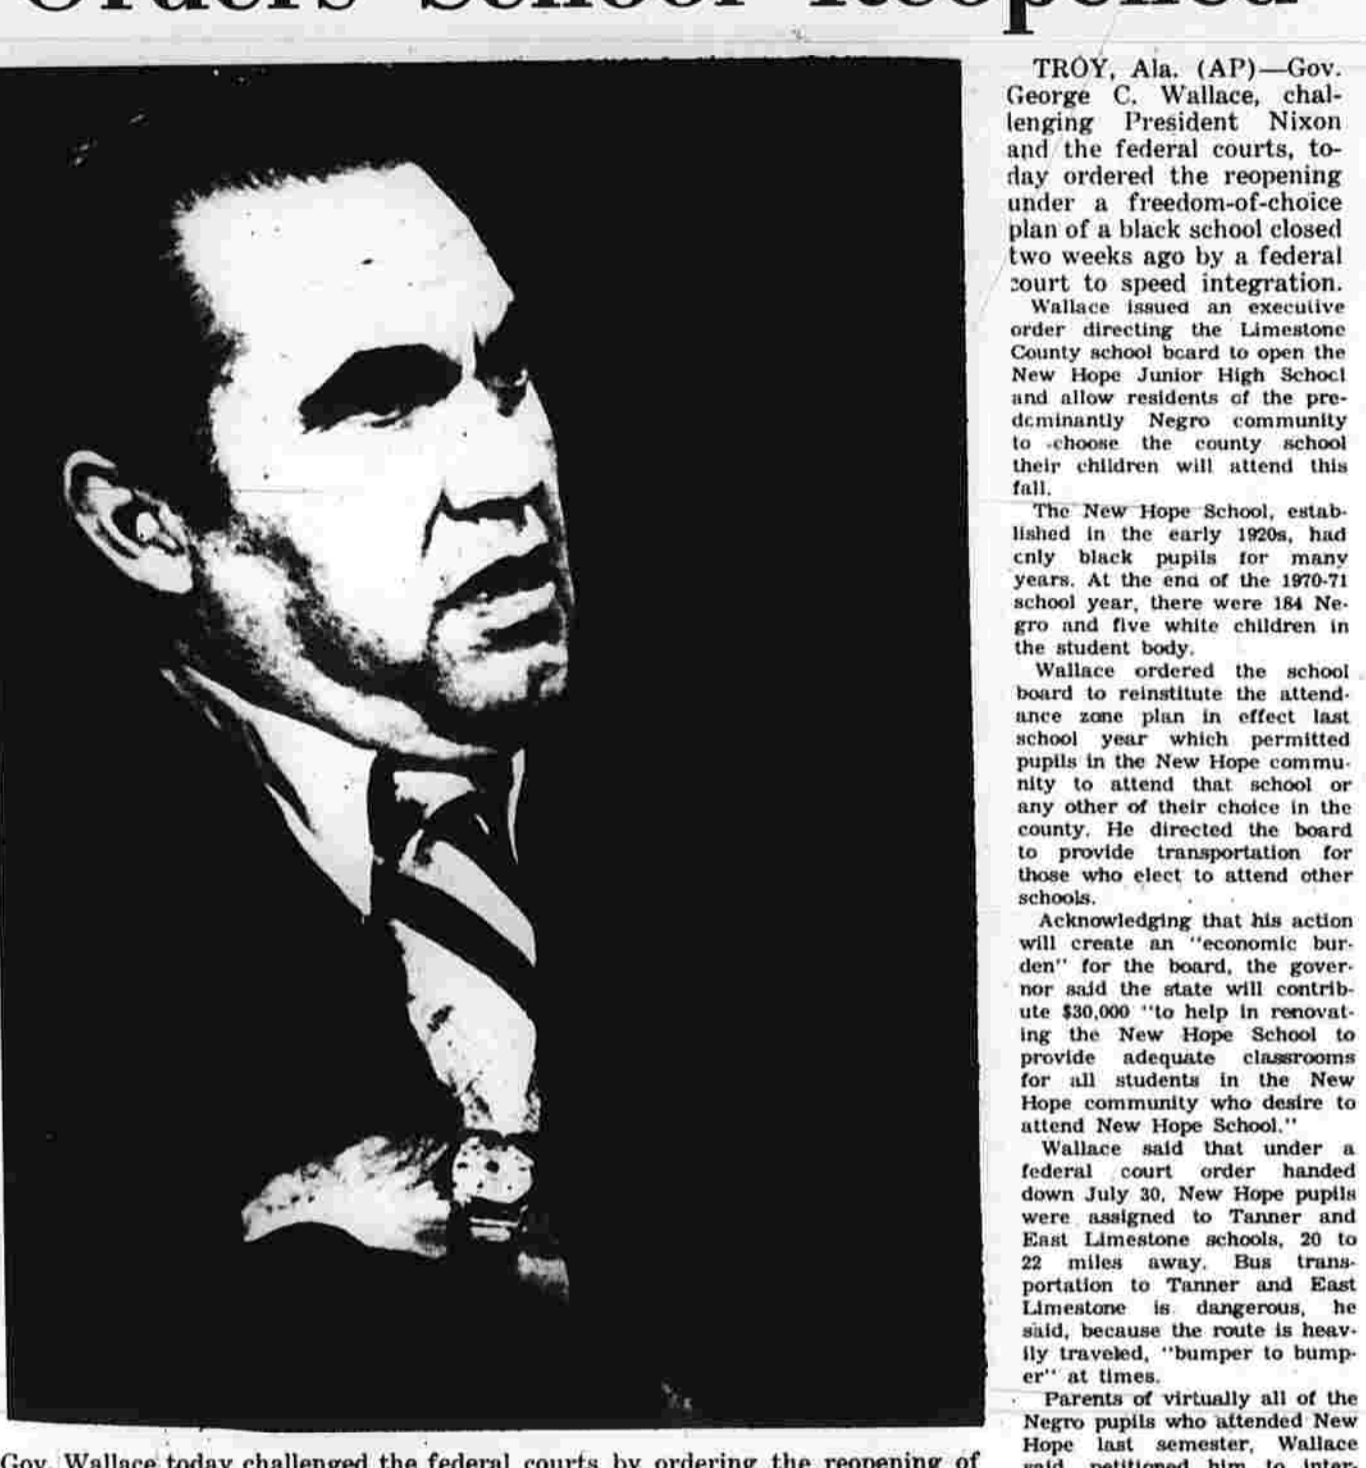 Orders School Reopened
TROY, Ala. (AP)—Gov.
George C. Wallace, chal-
lenging President Nixon
and the federal courts, to-
day ordered the reopening
under a freedom-of-choice
plan of a black school closed
two weeks ago by a federal
court to speed integration.
Wallace issued an executive
order directing the Limestone
County school board to open the
New Hope Junior High School
and allow residents of the pre-
dominantly Negro community
to choose the county school
their children will attend this
fall.
The New Hope School, estab-
lished in the early 1920s, had
only black pupils for many
years. At the end of the 1970-71
school year, there were 184 Ne-
gro and five white children in
the student body.
Wallace ordered the school
board to reinstitute the attend-
ance zone plan in effect last
school year which permitted
pupils in the New Hope commu-
nity to attend that school or
any other of their choice in the
county. He directed the board
to provide transportation for
those who elect to attend other
schools.
Acknowledging that his action
will create an "economic bur-
den" for the board, the gover-
nor said the state will contrib-
ute $30,000 "to help in renovat-
ing the New Hope School to
provide adequate classrooms
for all students in the New
Hope community who desire to
attend New Hope School."
Wallace said that under a
federal court order handed
down July 30, New Hope pupils
were assigned to Tanner and
East Limestone schools, 20 to
22 miles away. Bus trans-
portation to Tanner and East
Limestone is dangerous, he
said, because the route is heav-
ily traveled, "bumper to bump-
er" at times.
Parents of virtually all of the
Negro pupils who attended New
Hope last semester, Wallace
said, petitioned him to inter-
Gov. Wallace today challenged the federal courts by ordering the reopening of